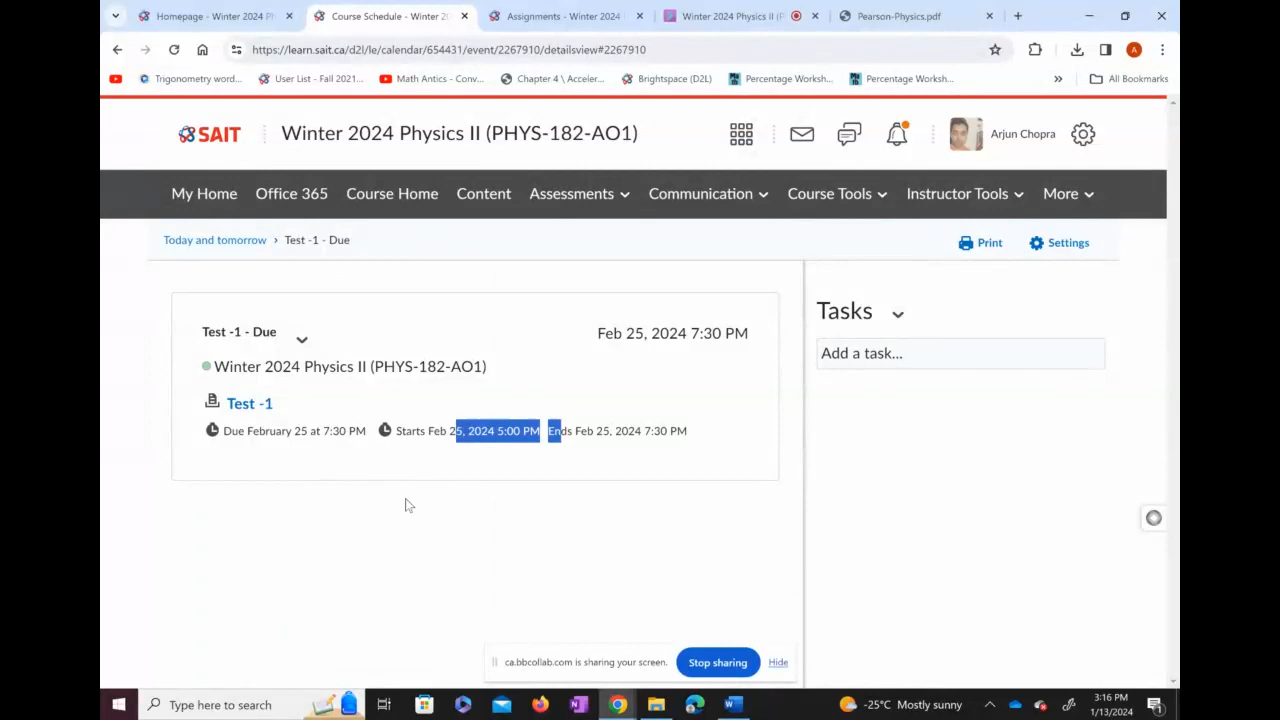 Homepage - Winter 2024 Ph
Course Schedule - Winter 20
Assignments - Winter 2024
Winter 2024 Physics II (P
Pearson-Physics.pdf
https://learn.sait.ca/d2l/le/calendar/654431/event/2267910/detailsview#2267910
A
Trigonometry word...
User List - Fall 2021...
Math Antics - Conv...
Chapter 4 \ Acceler...
Brightspace (D2L)
Percentage Worksh...
Percentage Worksh...
»
All Bookmarks
SAIT
Winter 2024 Physics II (PHYS-182-AO1)
Arjun Chopra
My Home Office 365 Course Home Content Assessments Communication Course Tools Instructor Tools More
Today and tomorrow › Test -1 - Due
Print
Settings
Test -1 - Due
Feb 25, 2024 7:30 PM
Winter 2024 Physics II (PHYS-182-AO1)
Test -1
Due February 25 at 7:30 PM Starts Feb 25, 2024 5:00 PM Ends Feb 25, 2024 7:30 PM
Tasks
Add a task...
ca.bbcollab.com is sharing your screen.
Stop sharing
Hide
Type here to search
-25°C Mostly sunny
3:16 PM
1/13/2024
1